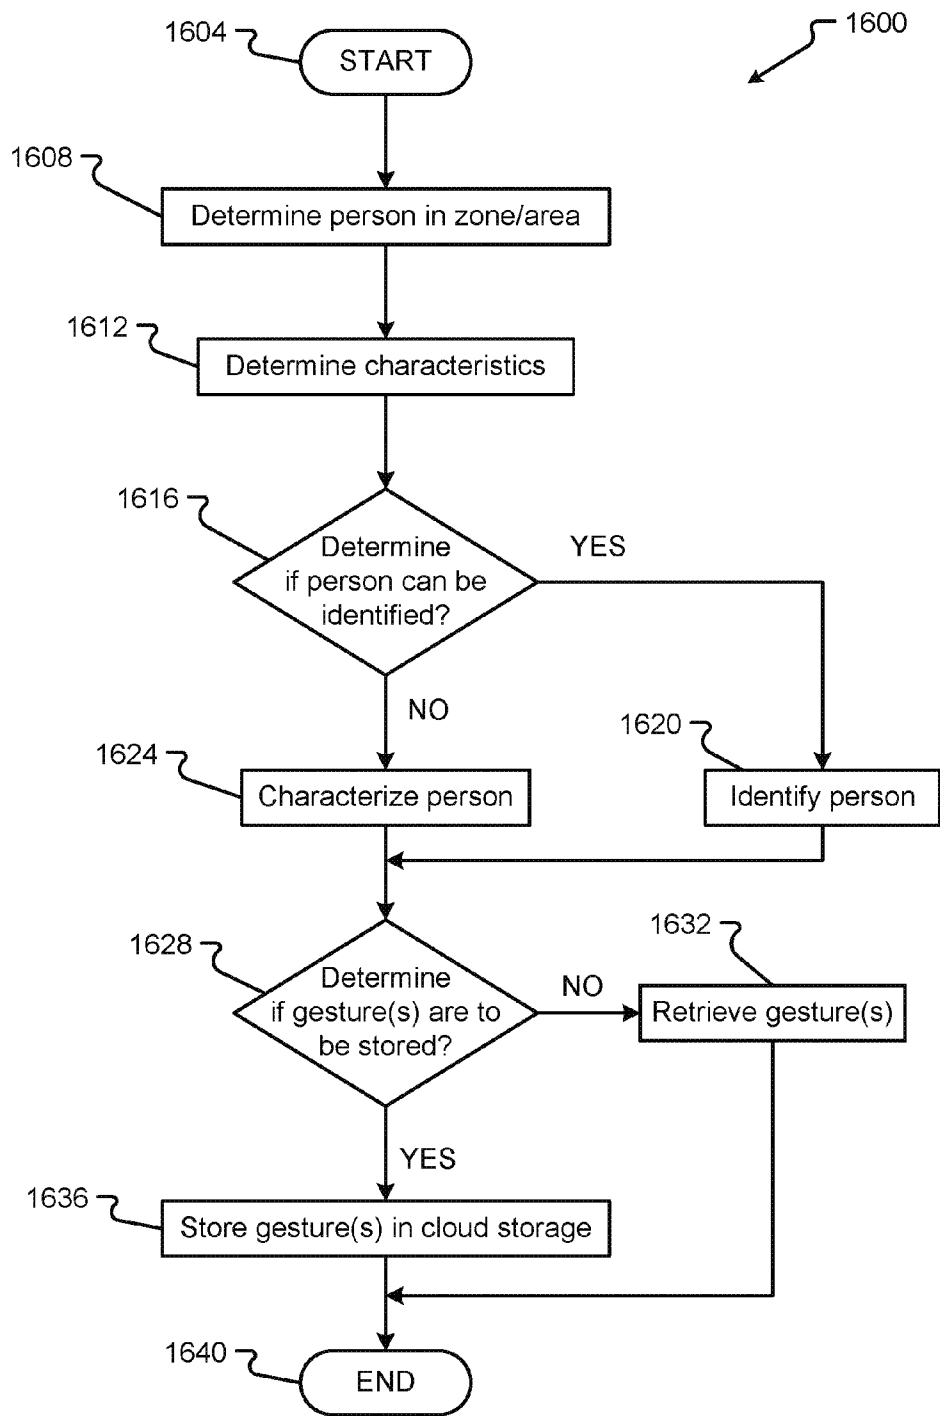 1600
1604
START
1608
Determine person in zone/area
1612
Determine characteristics
1616
Determine
if person can be
identified?
YES
NO
1620
1624
Characterize person
Identify person
1628
Determine
if gesture(s) are to
be stored?
NO
1632
Retrieve gesture(s)
YES
1636
Store gesture(s) in cloud storage
1640
END